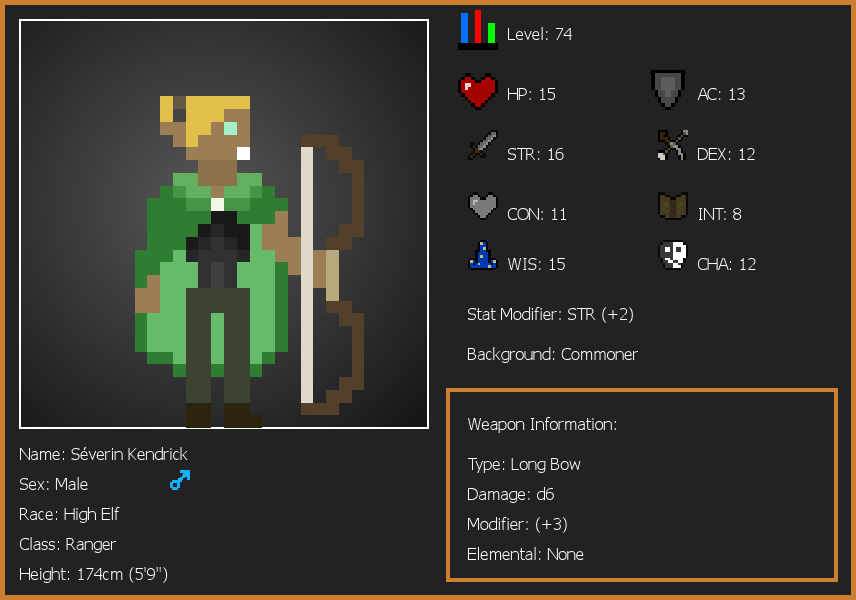 Level: 74
HP: 15
AC: 13
STR: 16
DEX: 12
CON: 11
INT: 8
WIS: 15
CHA: 12
Stat Modifier: STR (+2)
Background: Commoner
Weapon Information:
Type: Long Bow
Damage: d6
Modifier: (+3)
Elemental: None
Name: Séverin Kendrick
Sex: Male
Race: High Elf
Class: Ranger
Height: 174cm (5'9")